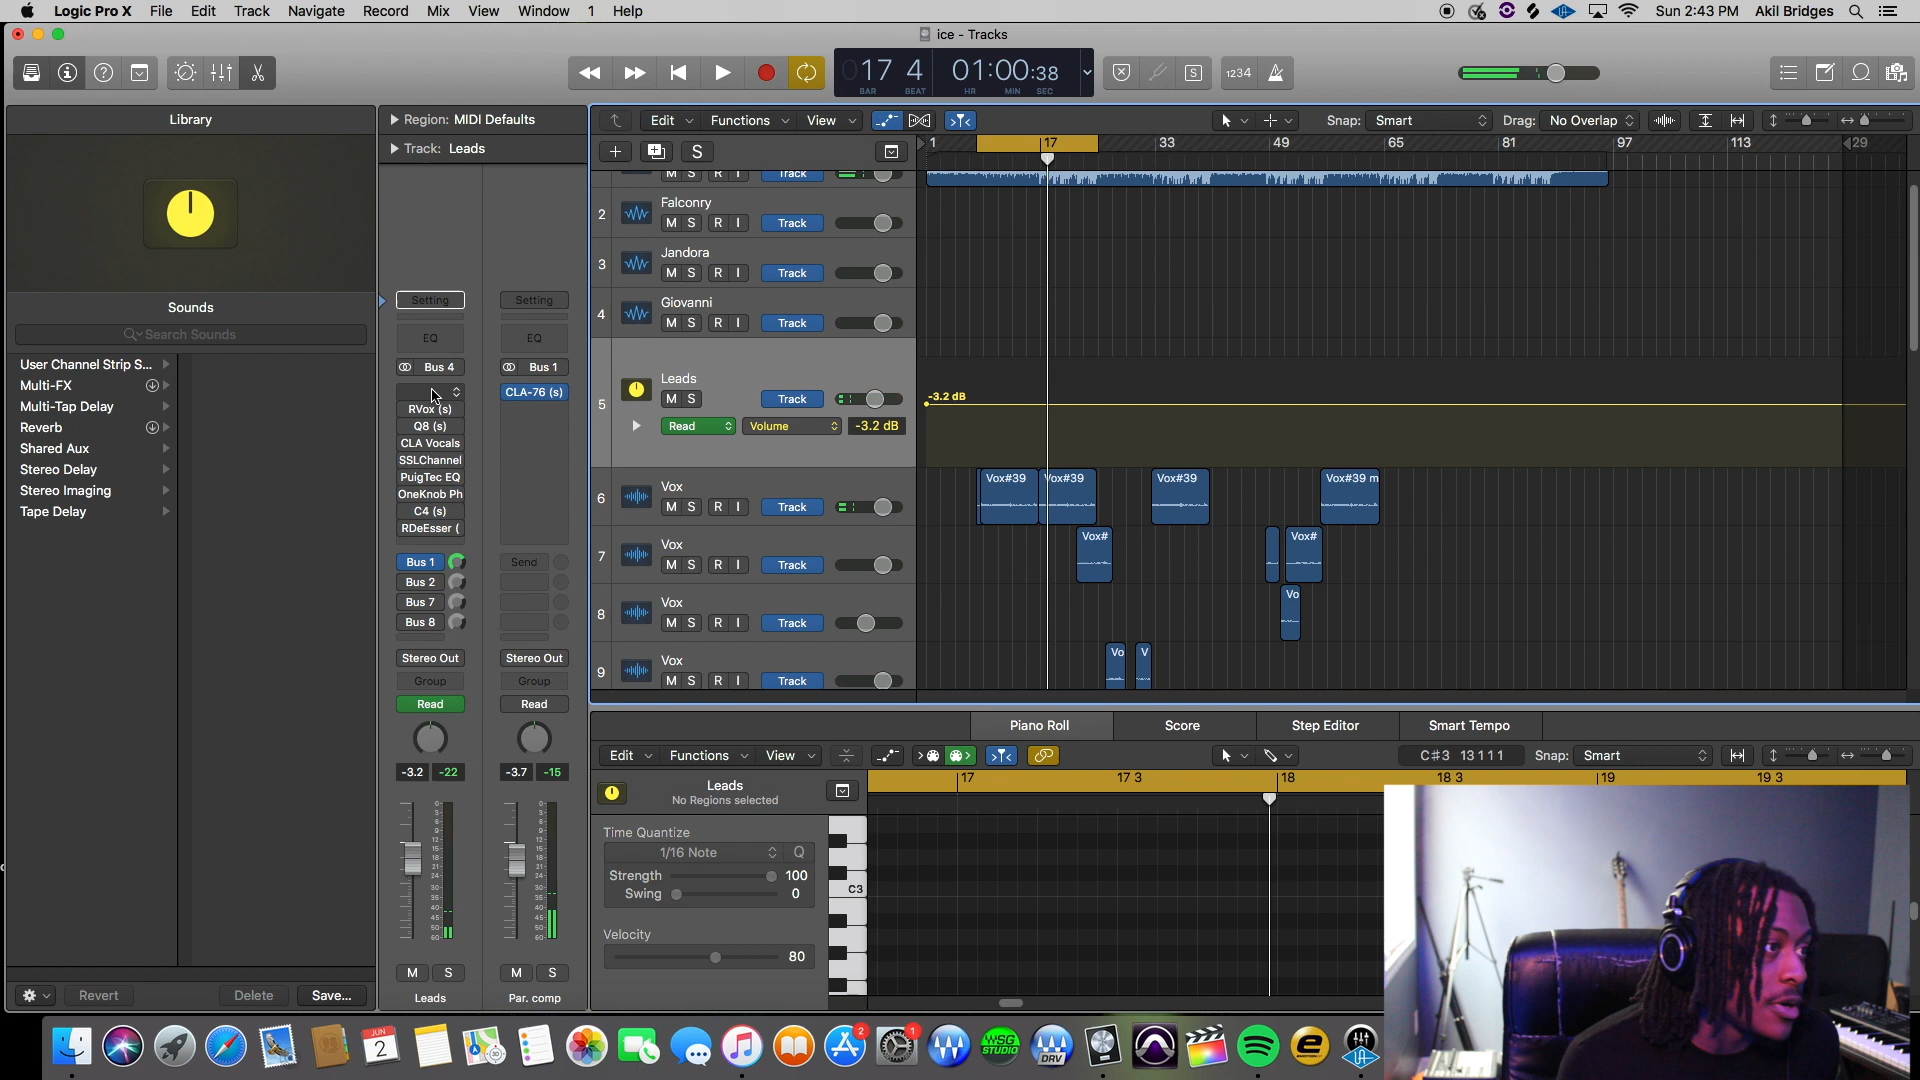 Logic Pro X File Edit Track Navigate Record Mix View Window 1 Help
Sun 2:43 PM Akil Bridges
ice - Tracks
17 4 01:00:38
BAR BEAT HR MIN SEC
1234
Library
Sounds
Search Sounds
User Channel Strip S...
Multi-FX
Multi-Tap Delay
Reverb
Shared Aux
Stereo Delay
Stereo Imaging
Tape Delay
Revert Delete Save...
Region: MIDI Defaults
Track: Leads
Setting Setting
EQ EQ
Bus 4 Bus 1
CLA-76 (s)
RVox (s)
Q8 (s)
CLA Vocals
SSLChannel
PuigTec EQ
OneKnob Ph
C4 (s)
RDeEsser (
Bus 1 Send
Bus 2
Bus 7
Bus 8
Stereo Out Stereo Out
Group Group
Read Read
-3.2 -22 -3.7 -15
M S M S
Leads Par. comp
Edit Functions View Snap: Smart Drag: No Overlap
S
1 17 33 49 65 81 97 113 129
M S R I Track
2 Falconry
M S R I Track
3 Jandora
M S R I Track
4 Giovanni
M S R I Track
5 Leads
M S Track
Read Volume -3.2 dB
-3.2 dB
6 Vox
M S R I Track
Vox#39 Vox#39 Vox#39 Vox#39 m
7 Vox
M S R I Track
Vox# Vox#
8 Vox
M S R I Track
Vo
9 Vox
M S R I Track
Vo V
Piano Roll Score Step Editor Smart Tempo
Edit Functions View C#3 13 1 1 1 Snap: Smart
Leads
No Regions selected
17 17 3 18 18 3 19 19 3
Time Quantize
1/16 Note Q
Strength 100
Swing 0
Velocity
80
C3
JUN
2
2
1
WSG
STUDIO
DRV